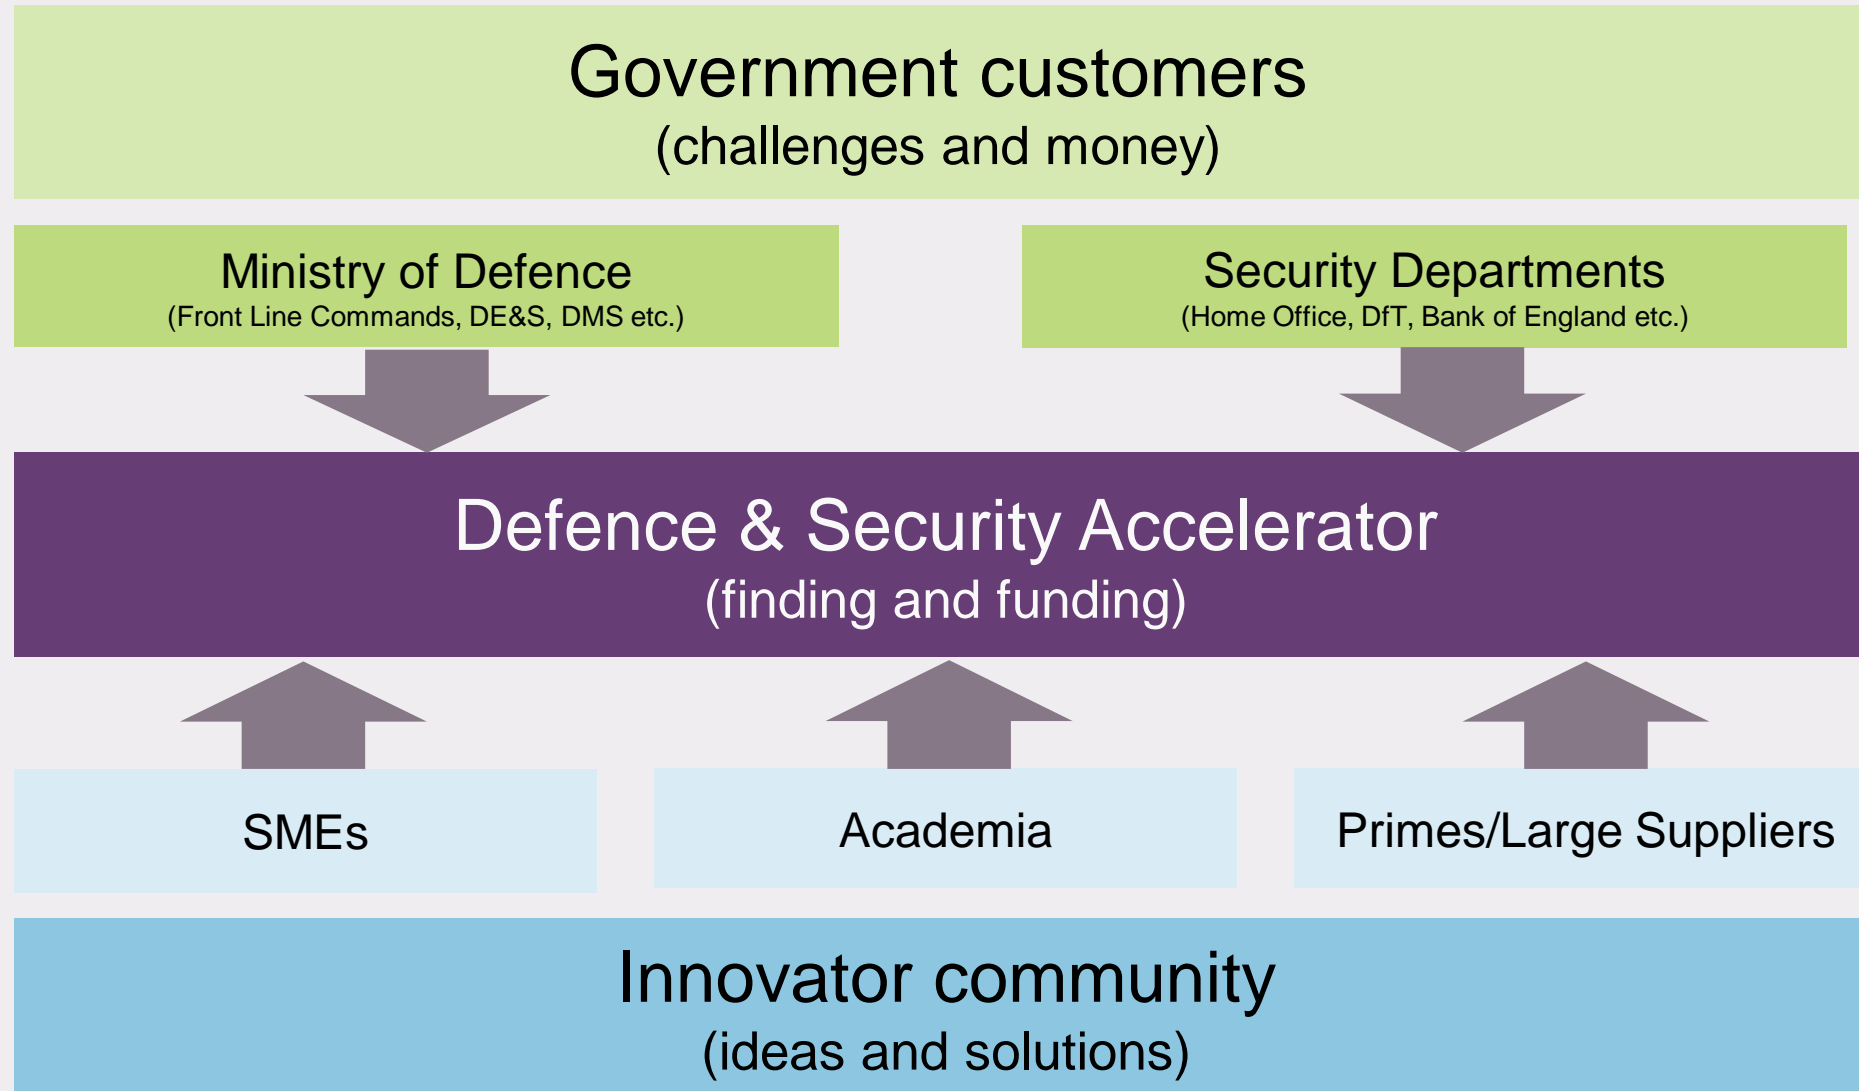 Government customers
(challenges and money)
Ministry of Defence
(Front Line Commands, DE&S, DMS etc.)
Security Departments
(Home Office, DfT, Bank of England etc.)
Defence & Security Accelerator
(finding and funding)
SMEs
Academia
Primes/Large Suppliers
Innovator community
(ideas and solutions)